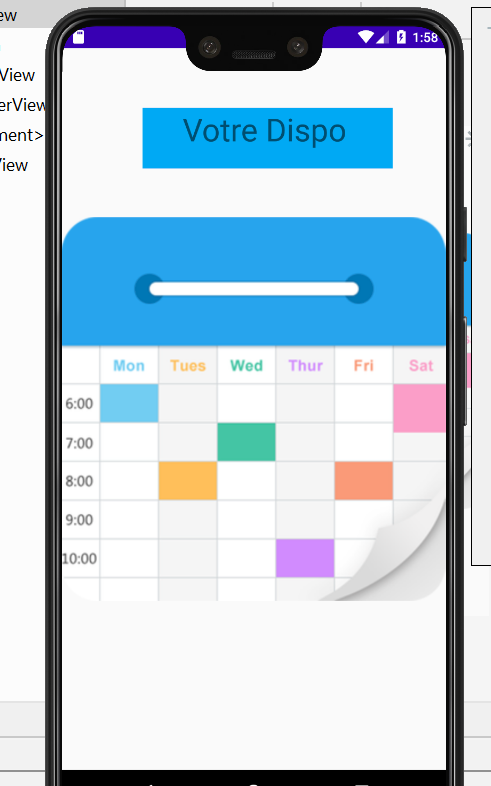 ew
1:58
View
erView
Votre Dispo
ment>
View
Mon Tues Wed Thur Fri Sat
6:00
7:00
8:00
9:00
10:00